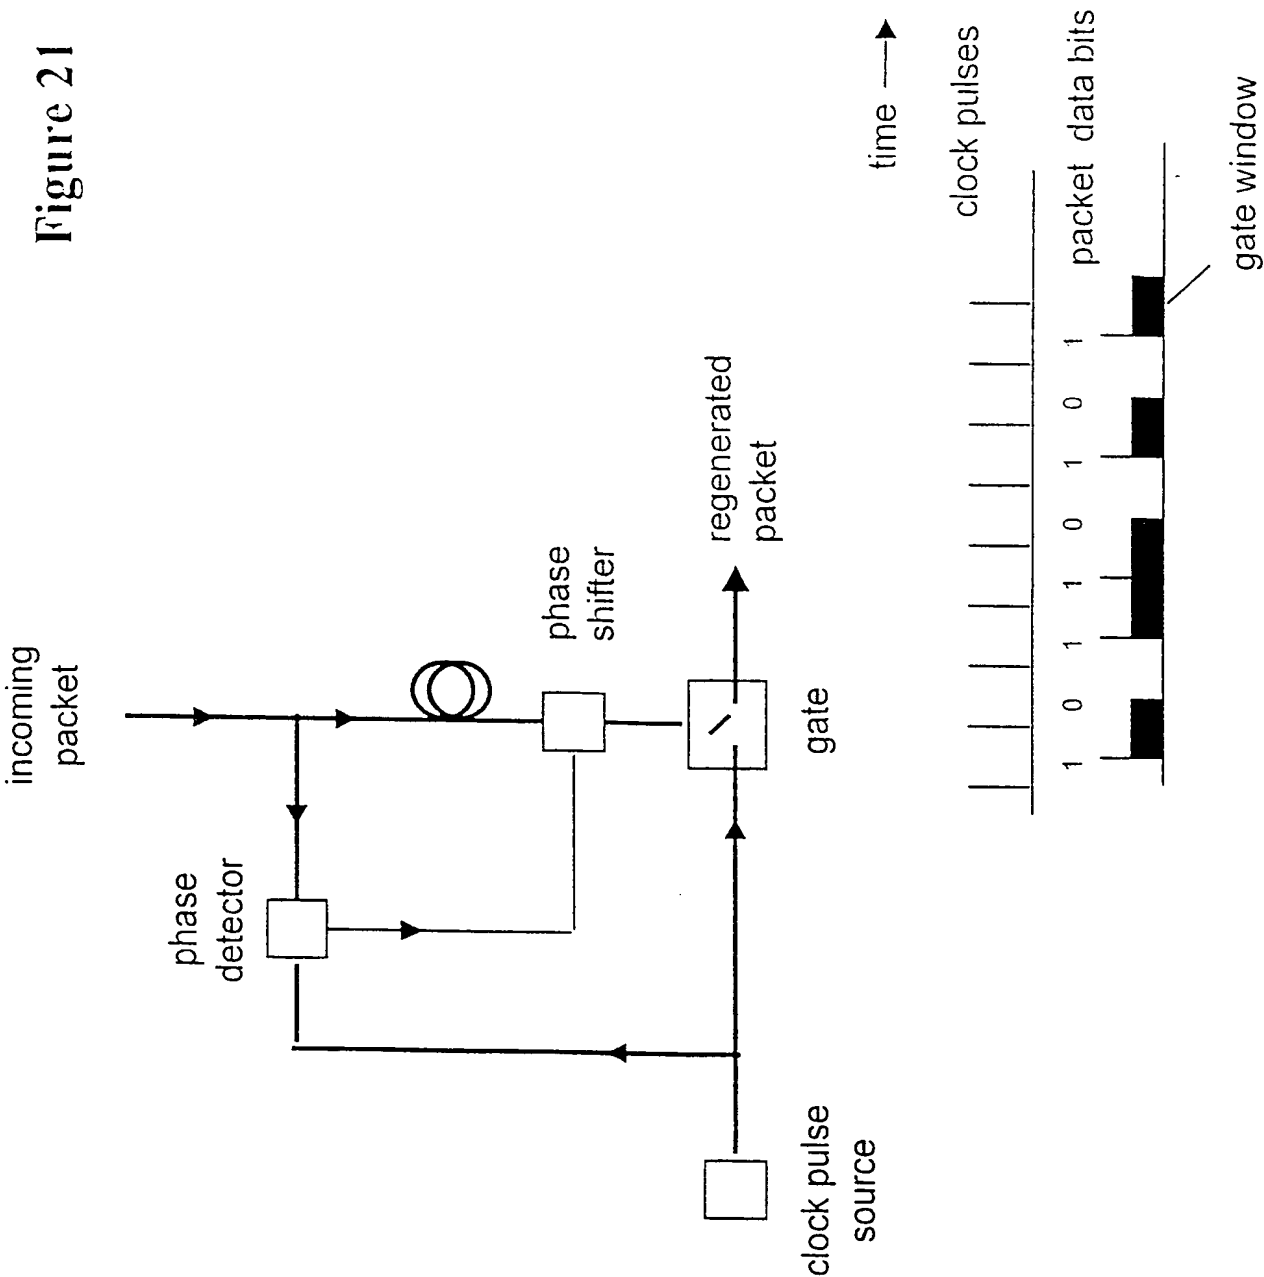 Figure 21
incoming
packet
phase
detector
phase
shifter
clock pulse
source
gate
regenerated
packet
time
clock pulses
1 0 1 1 0 1 0 1
packet data bits
gate window